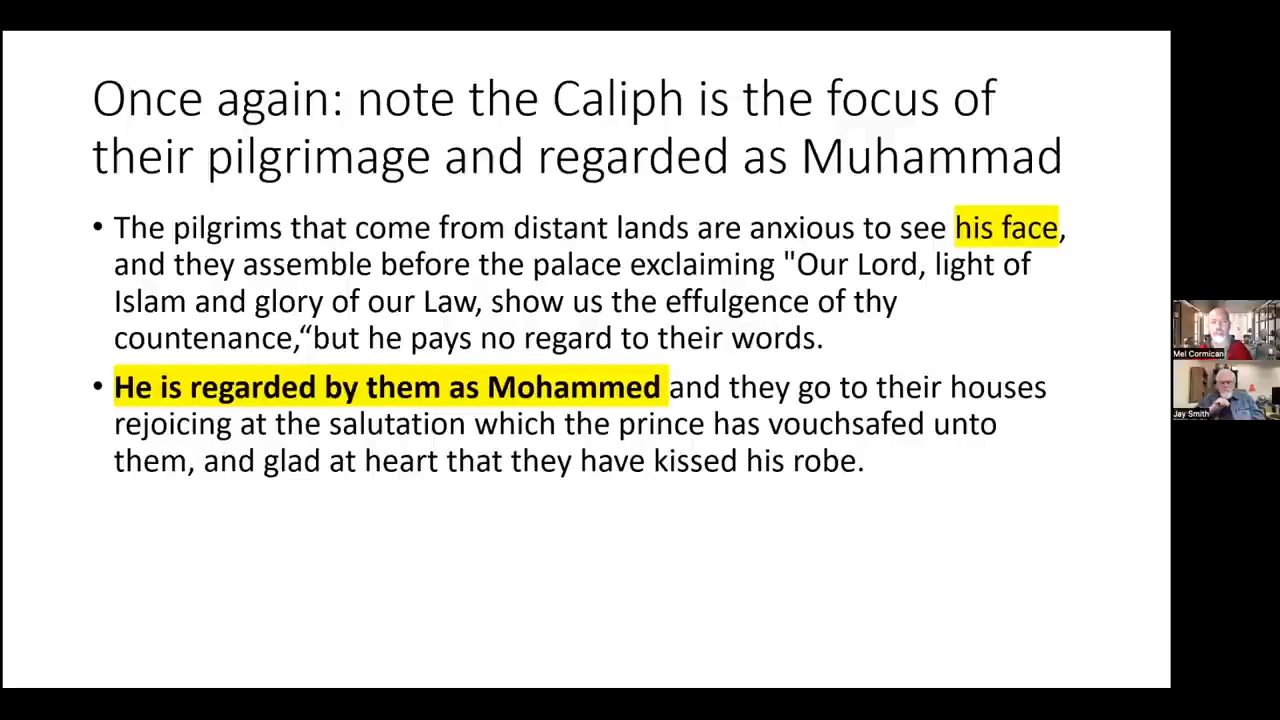 Once again: note the Caliph is the focus of
their pilgrimage and regarded as Muhammad
• The pilgrims that come from distant lands are anxious to see his face,
and they assemble before the palace exclaiming "Our Lord, light of
Islam and glory of our Law, show us the effulgence of thy
countenance,“but he pays no regard to their words.
• He is regarded by them as Mohammed and they go to their houses
rejoicing at the salutation which the prince has vouchsafed unto
them, and glad at heart that they have kissed his robe.
Mel Cormican
Jay Smith